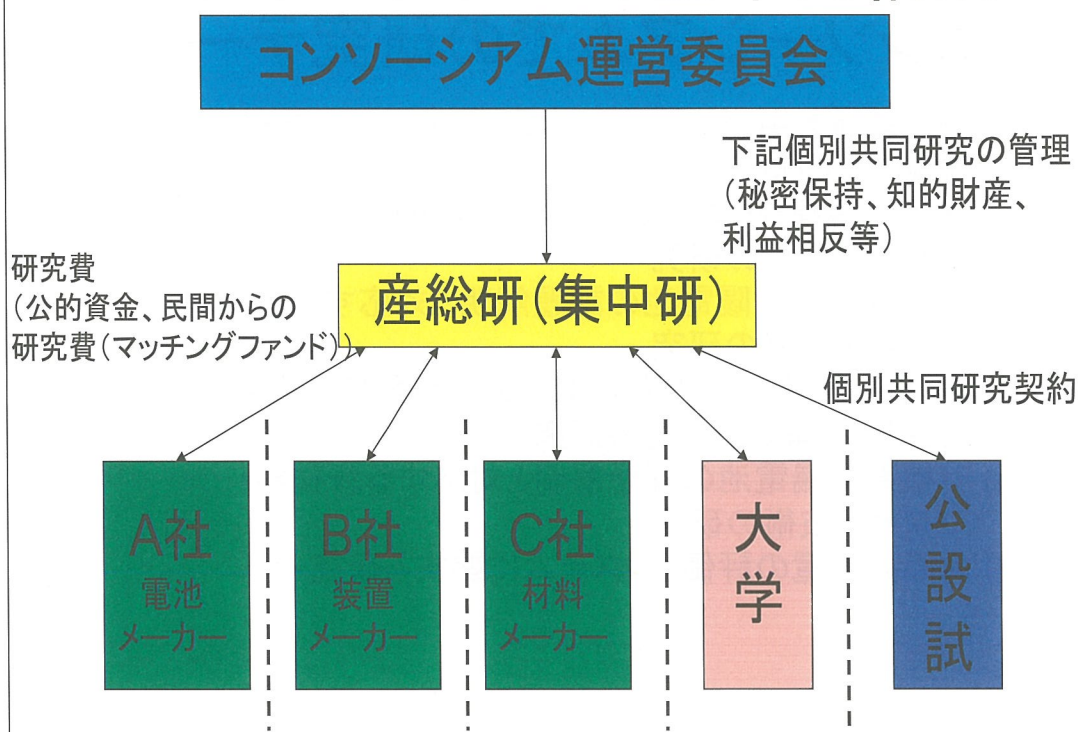 コンソーシアム運営委員会
下記個別共同研究の管理
(秘密保持、知的財産、
利益相反等)
研究費
(公的資金、民間からの
研究費(マッチングファンド))
産総研(集中研)
個別共同研究契約
A社
電池
メーカー
B社
装置
メーカー
C社
材料
メーカー
大学
公設試